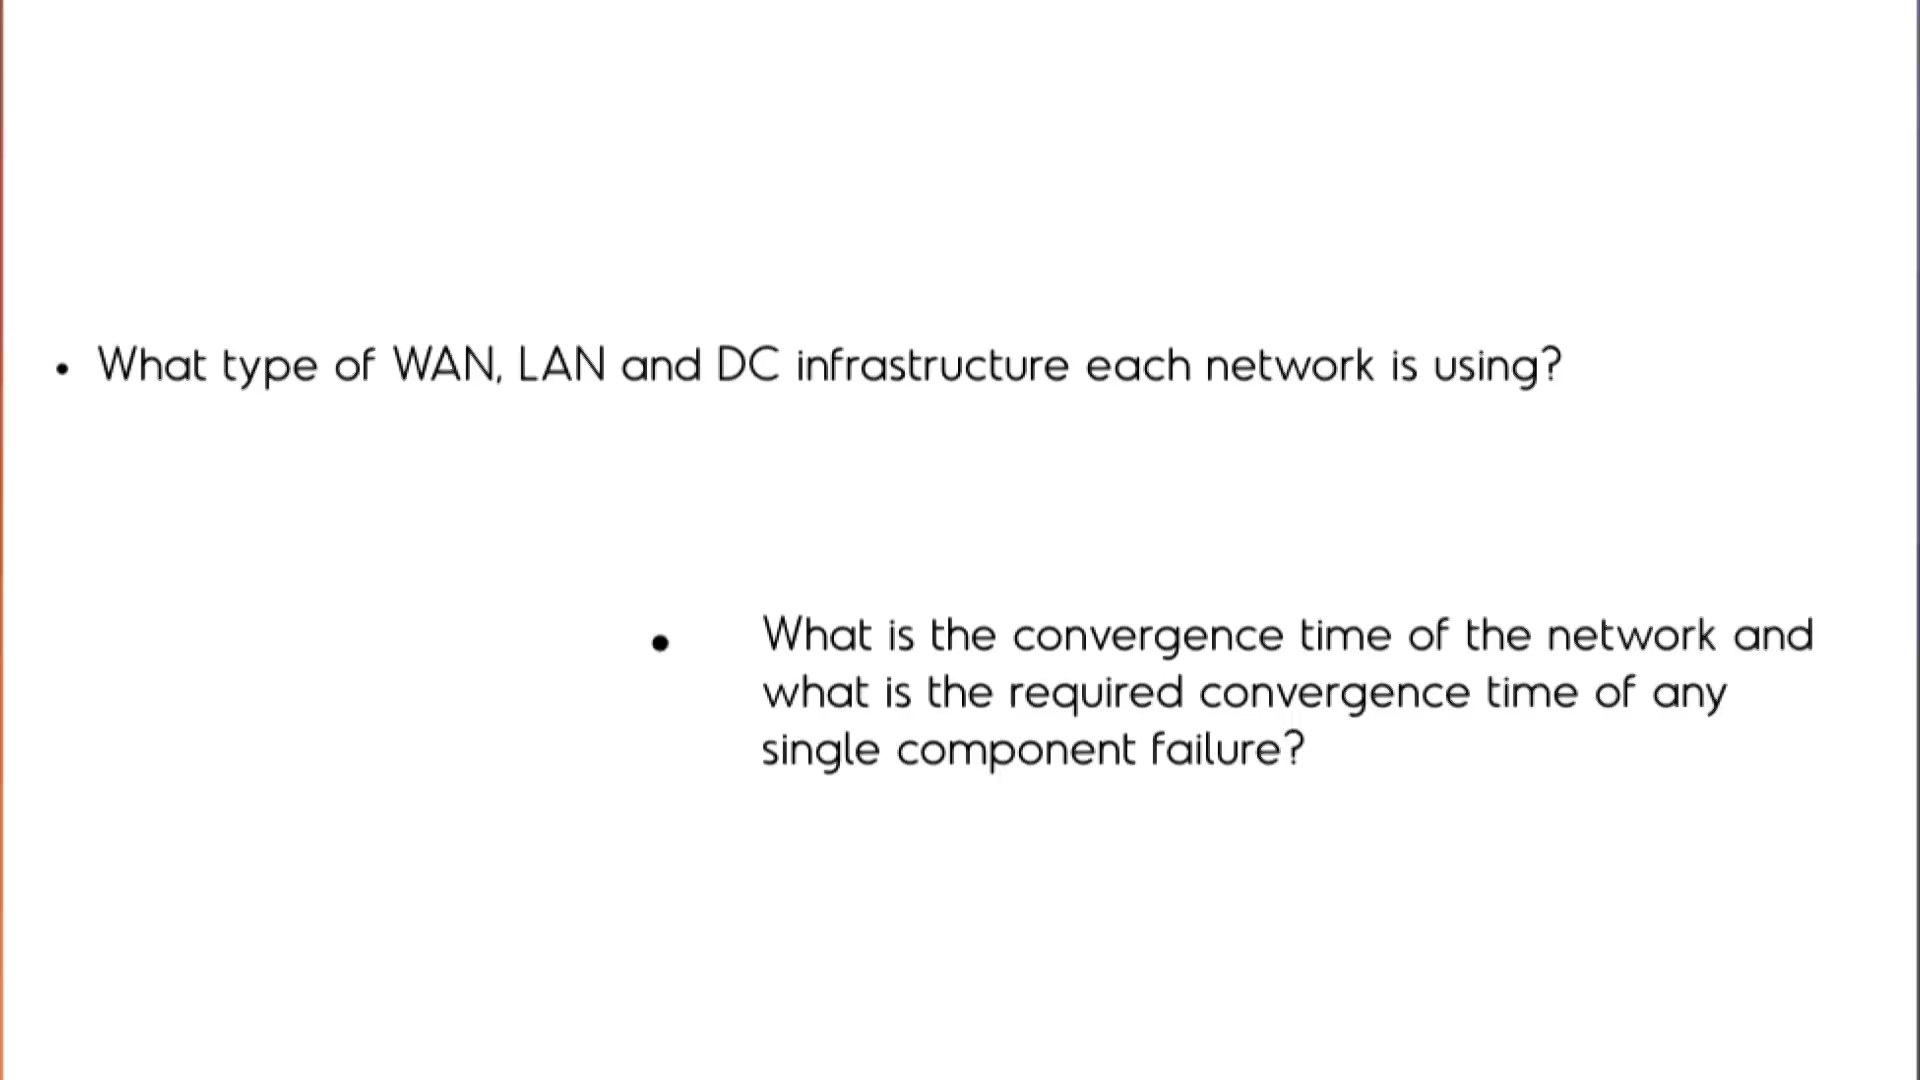 • What type of WAN, LAN and DC infrastructure each network is using?
• What is the convergence time of the network and
what is the required convergence time of any
single component failure?